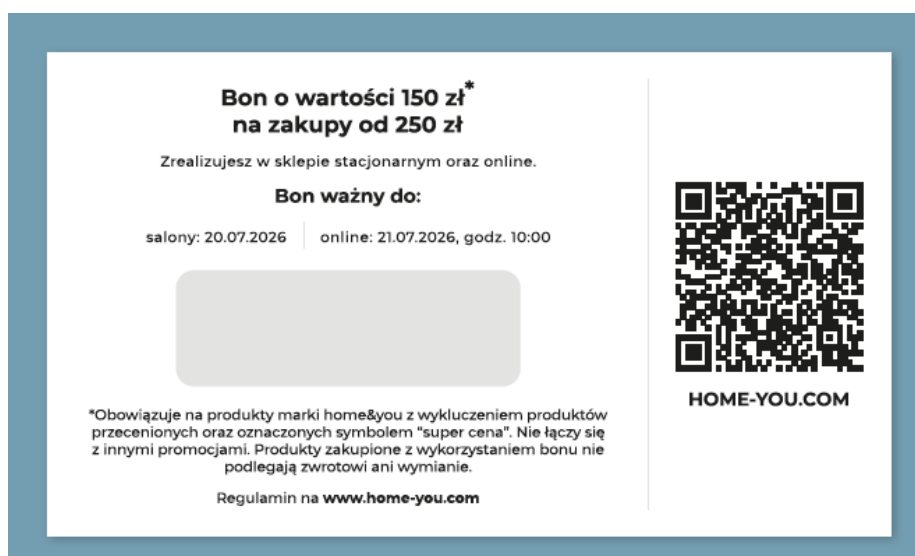 Bon o wartości 150 zł*
na zakupy od 250 zł
Zrealizujesz w sklepie stacjonarnym oraz online.
Bon ważny do:
salony: 20.07.2026 online: 21.07.2026, godz. 10:00
*Obowiązuje na produkty marki home&you z wykluczeniem produktów
przecenionych oraz oznaczonych symbolem "super cena". Nie łączy się
z innymi promocjami. Produkty zakupione z wykorzystaniem bonu nie
podlegają zwrotowi ani wymianie.
Regulamin na www.home-you.com
HOME-YOU.COM